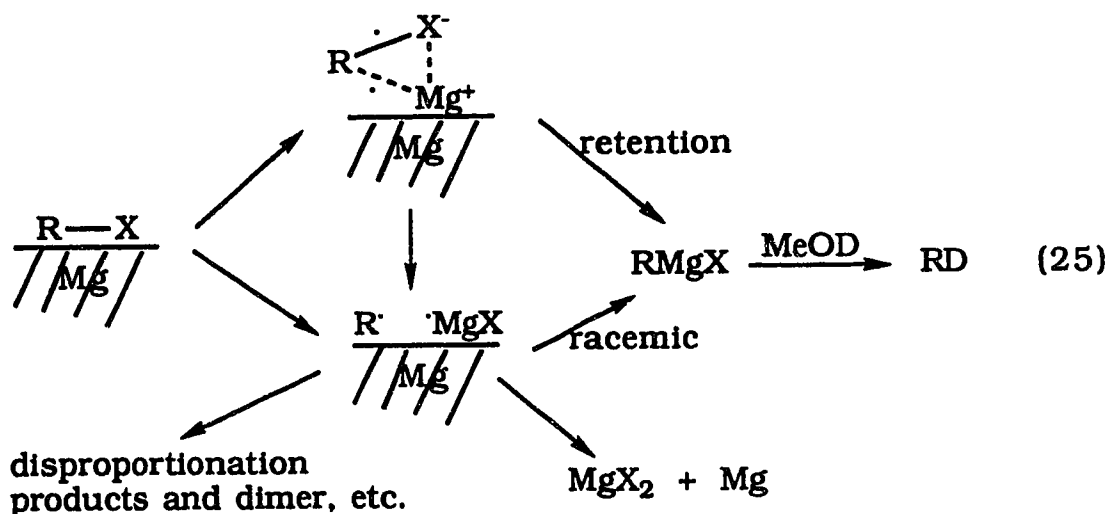 R X⁻
Mg⁺
Mg
retention
R — X
Mg
RMgX MeOD RD (25)
R· ·MgX
racemic
Mg
disproportionation
products and dimer, etc.
MgX₂ + Mg